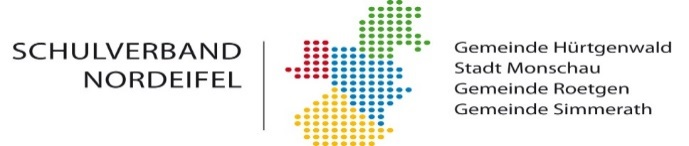 SCHULVERBAND
NORDEIFEL
Gemeinde Hürtgenwald
Stadt Monschau
Gemeinde Roetgen
Gemeinde Simmerath